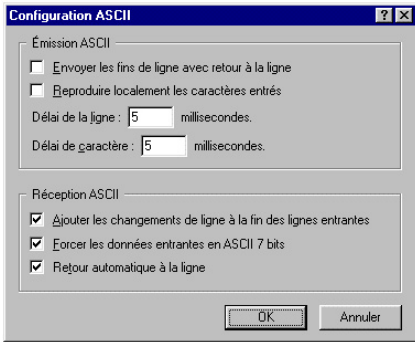 Configuration ASCII
Émission ASCII
Envoyer les fins de ligne avec retour à la ligne
Reproduire localement les caractères entrés
Délai de la ligne : 5 millisecondes.
Délai de caractère : 5 millisecondes.
Réception ASCII
Ajouter les changements de ligne à la fin des lignes entrantes
Forcer les données entrantes en ASCII 7 bits
Retour automatique à la ligne
OK Annuler